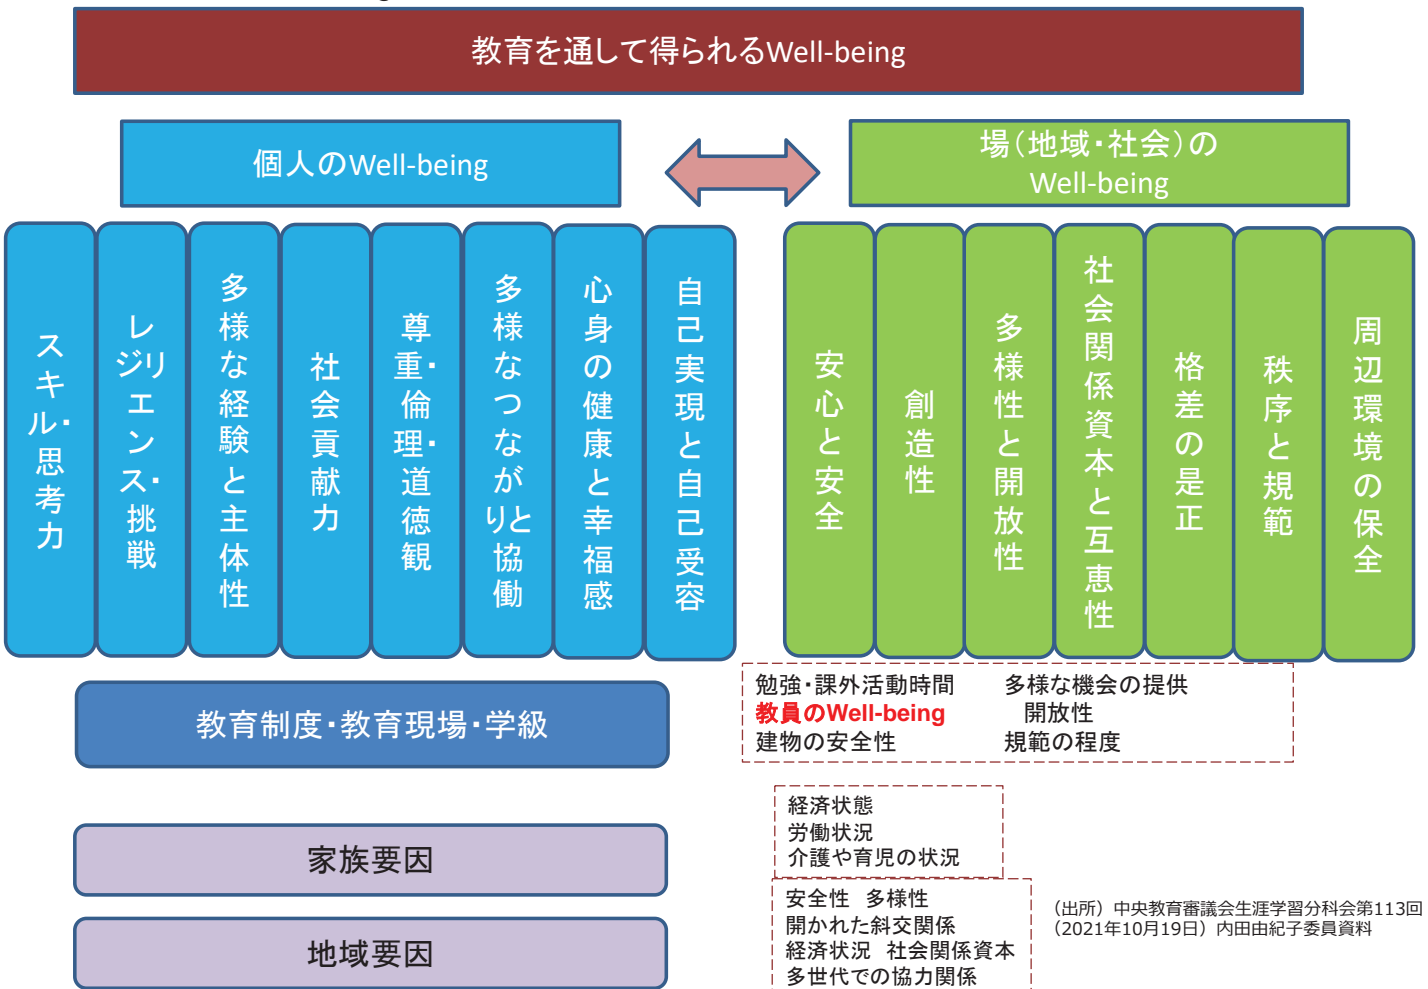 教育を通して得られるWell-being
個人のWell-being
場(地域・社会)の
Well-being
スキル・思考力
レジリエンス・挑戦
多様な経験と主体性
社会貢献力
尊重・倫理・道徳観
多様なつながりと協働
心身の健康と幸福感
自己実現と自己受容
安心と安全
創造性
多様性と開放性
社会関係資本と互恵性
格差の是正
秩序と規範
周辺環境の保全
教育制度・教育現場・学級
勉強・課外活動時間 多様な機会の提供
教員のWell-being 開放性
建物の安全性 規範の程度
家族要因
経済状態
労働状況
介護や育児の状況
地域要因
安全性 多様性
開かれた斜交関係
経済状況 社会関係資本
多世代での協力関係
(出所)中央教育審議会生涯学習分科会第113回
(2021年10月19日)内田由紀子委員資料